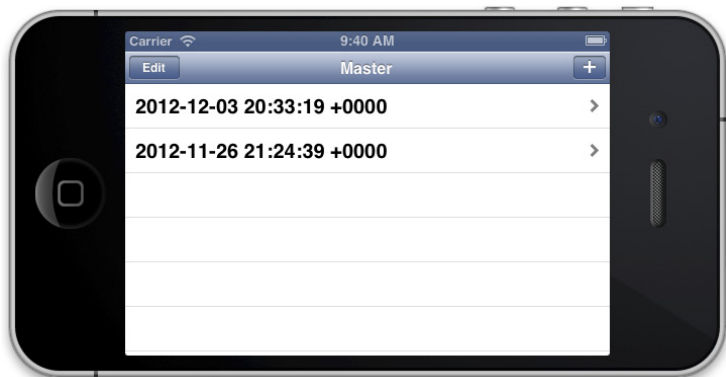 Carrier 9:40 AM
Edit Master +
2012-12-03 20:33:19 +0000
2012-11-26 21:24:39 +0000